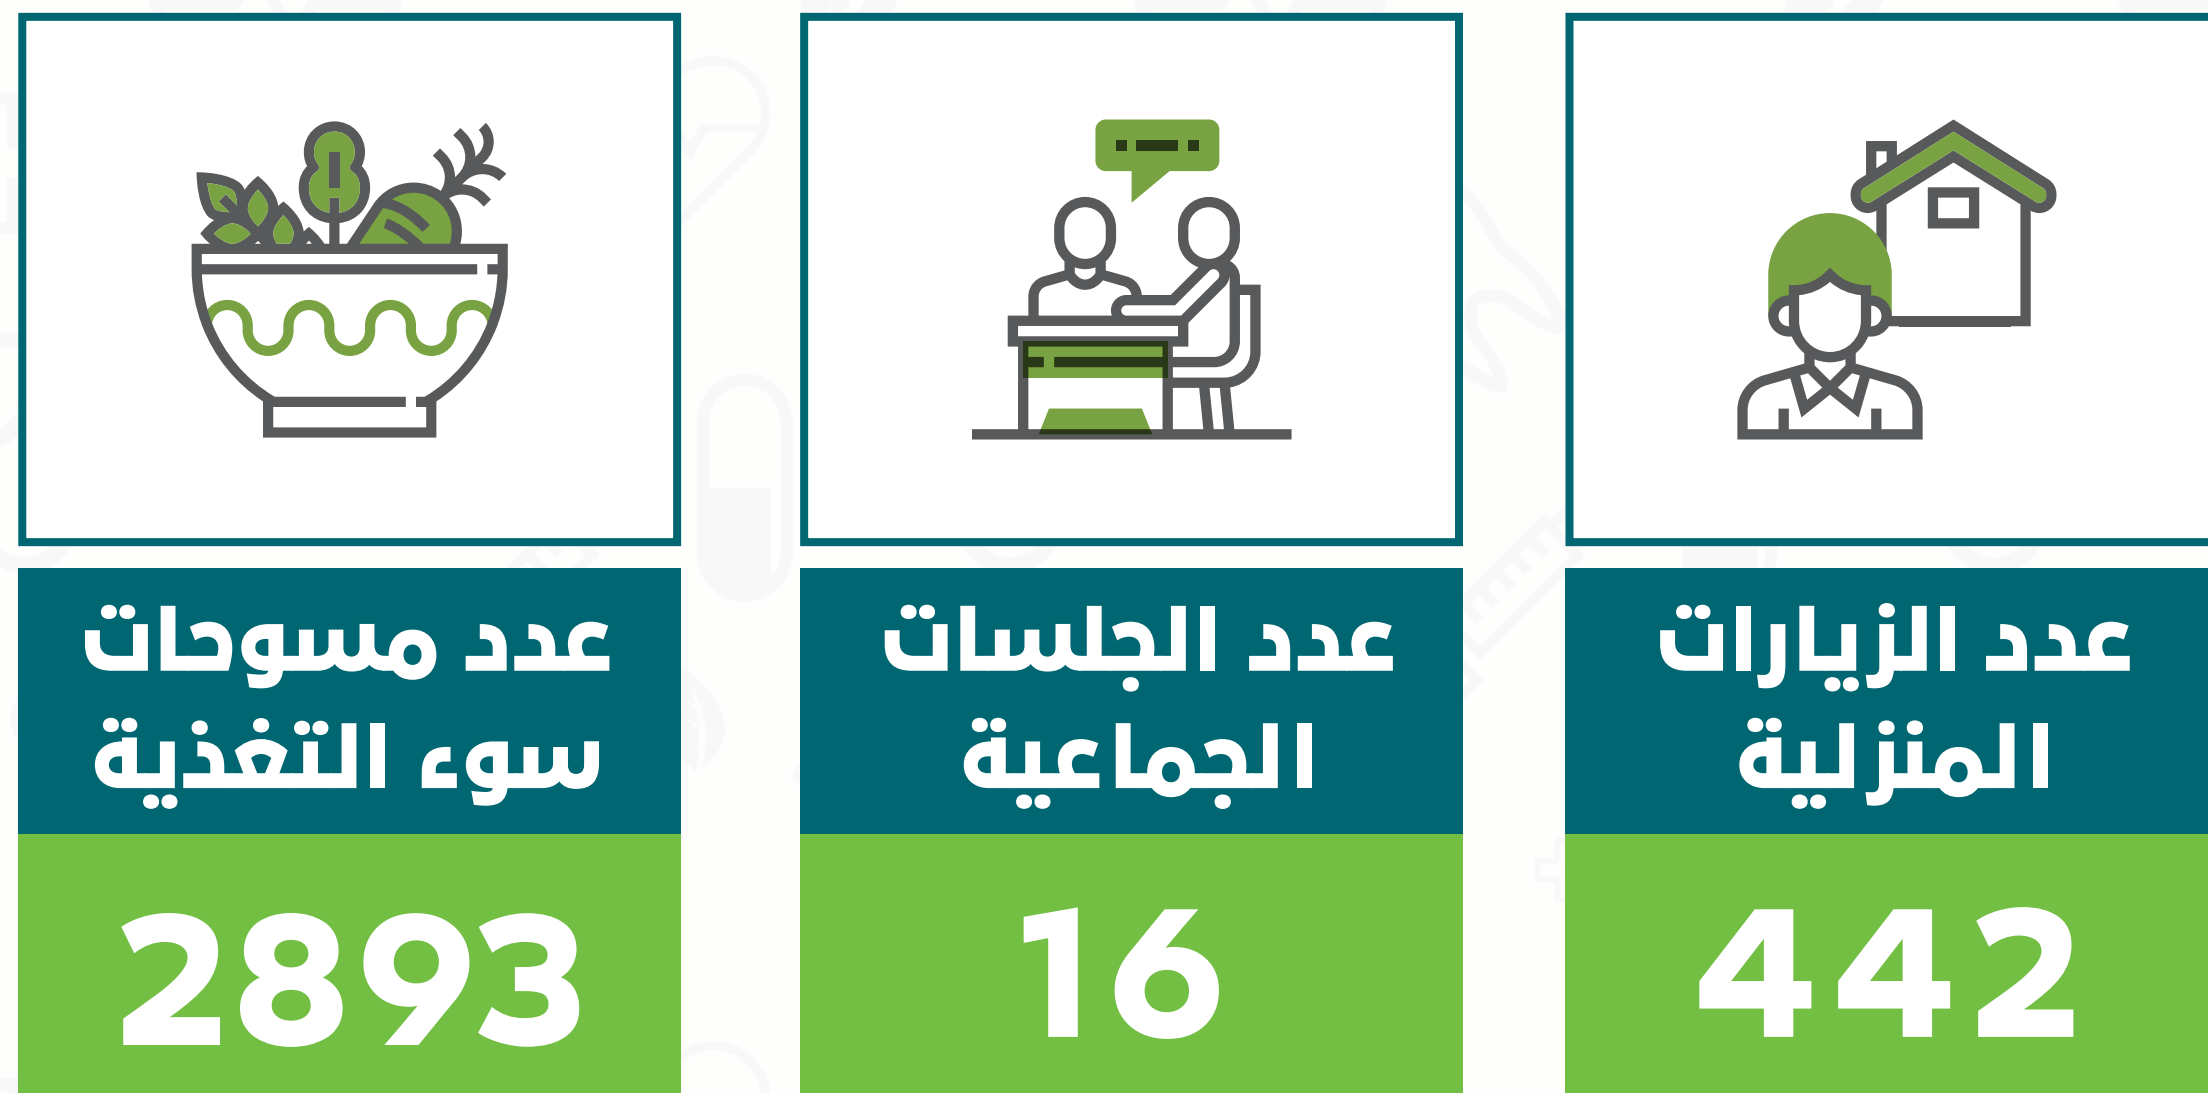 عدد الزيارات
المنزلية
442
عدد الجلسات
الجماعية
16
عدد مسوحات
سوء التغذية
2893